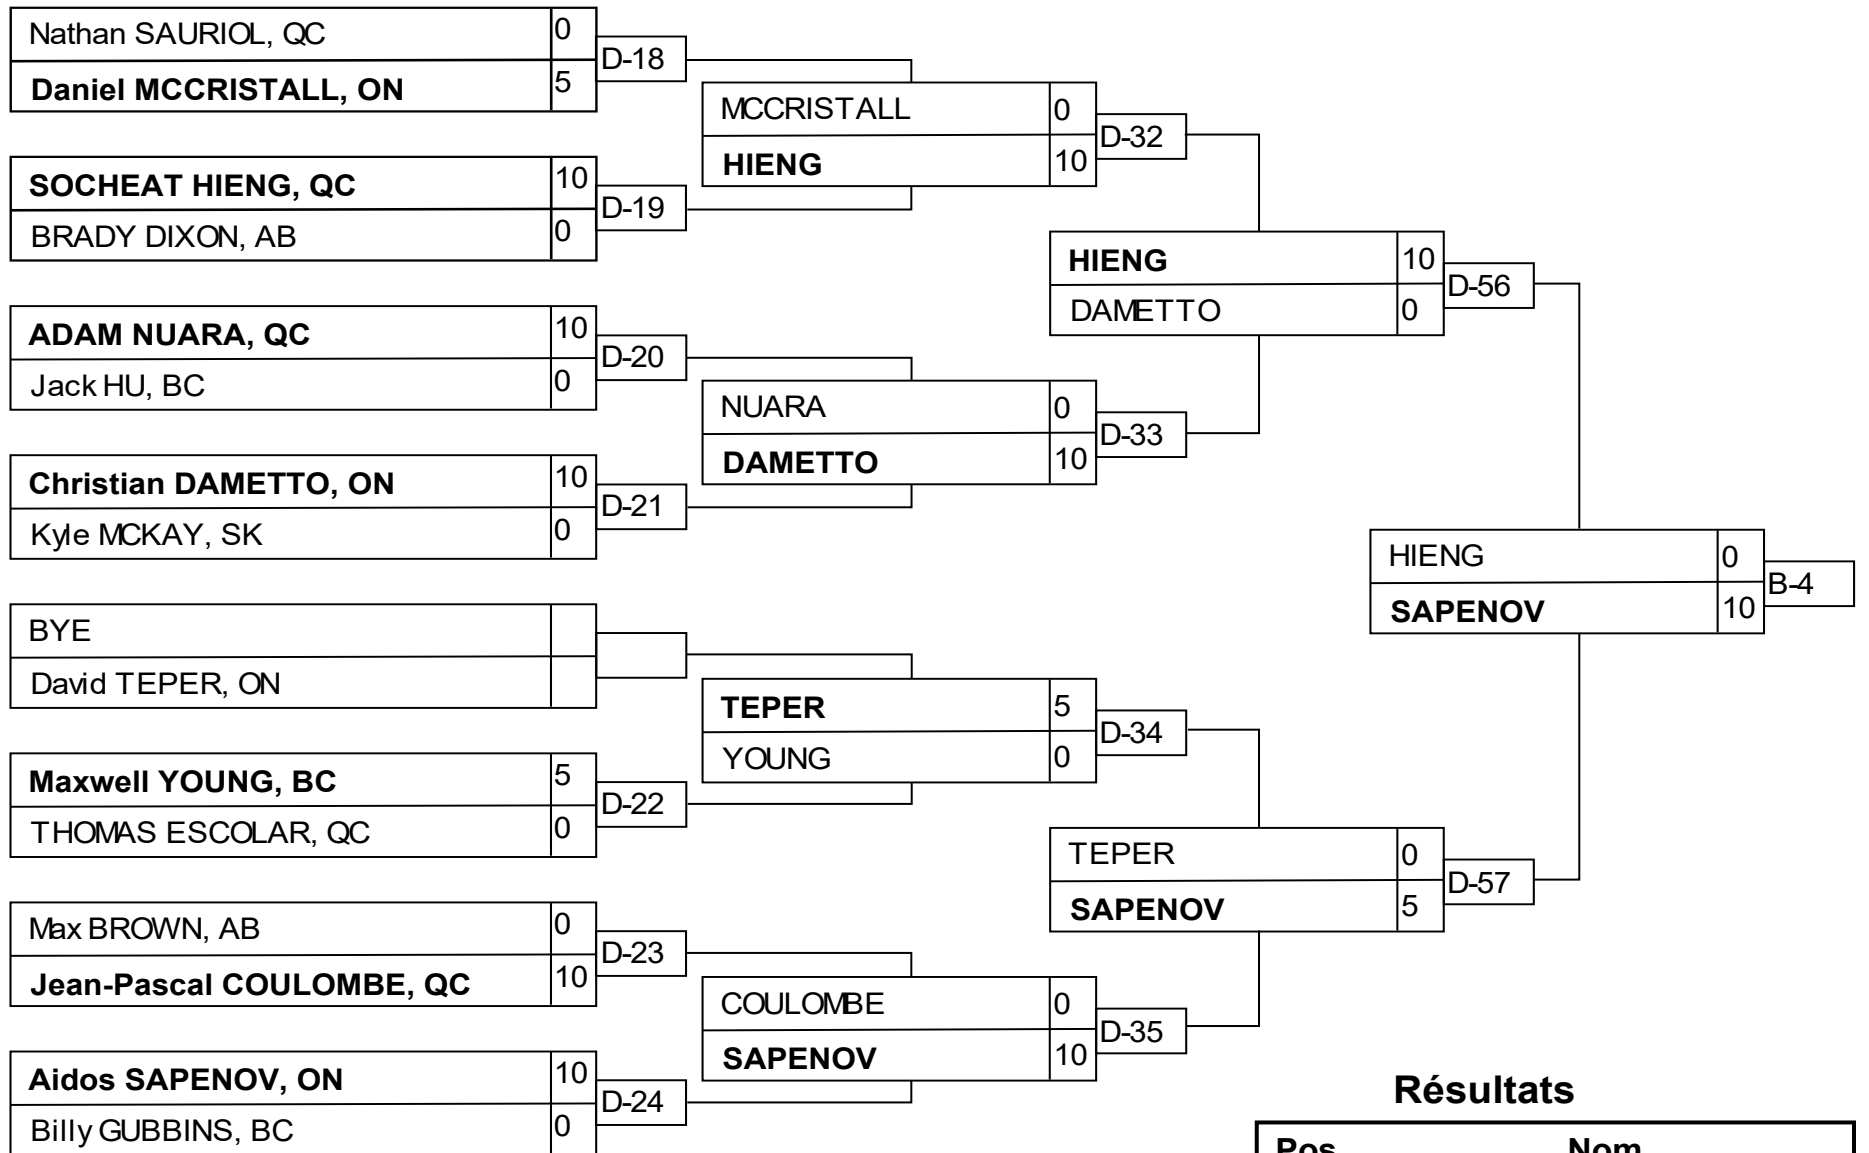 Nathan SAURIOL, QC 0
D-18
Daniel MCCRISTALL, ON 5
MCCRISTALL 0
D-32
HIENG 10
SOCHEAT HIENG, QC 10
D-19
BRADY DIXON, AB 0
HIENG 10
D-56
DAMETTO 0
ADAM NUARA, QC 10
D-20
Jack HU, BC 0
NUARA 0
D-33
DAMETTO 10
Christian DAMETTO, ON 10
D-21
Kyle MCKAY, SK 0
HIENG 0
B-4
SAPENOV 10
BYE
David TEPER, ON
TEPER 5
D-34
YOUNG 0
Maxwell YOUNG, BC 5
D-22
THOMAS ESCOLAR, QC 0
TEPER 0
D-57
SAPENOV 5
Max BROWN, AB 0
D-23
Jean-Pascal COULOMBE, QC 10
COULOMBE 0
D-35
SAPENOV 10
Aidos SAPENOV, ON 10
D-24
Billy GUBBINS, BC 0
Résultats
Pos Nom